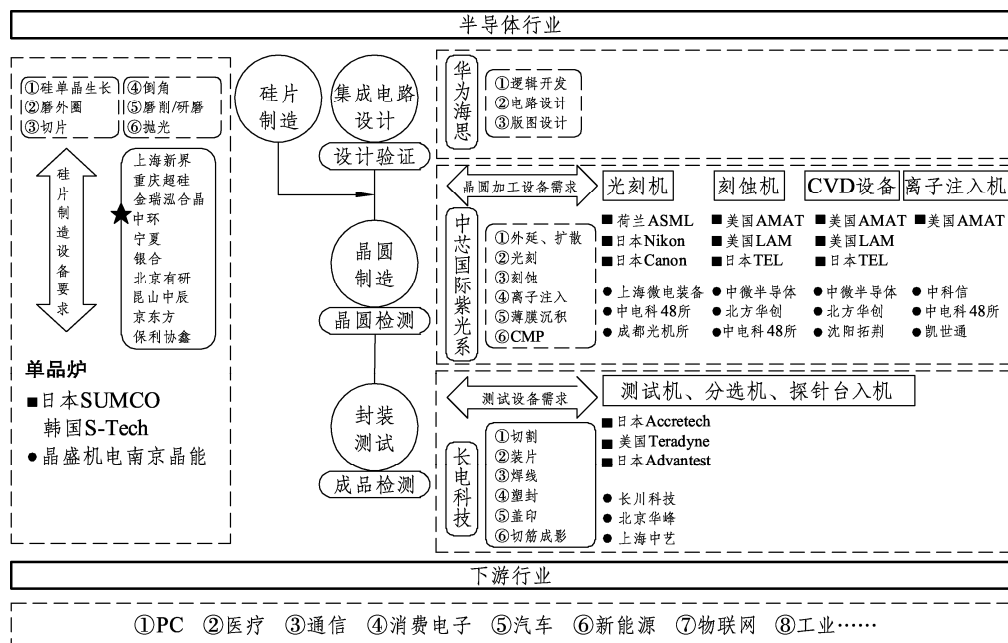 半导体行业
①硅单晶生长 ④倒角
②磨外圈 ⑤磨削/研磨
③切片 ⑥抛光
硅片制造设备要求
上海新界
重庆超硅
金瑞泓合晶
中环
宁夏
银合
北京有研
昆山中辰
京东方
保利协鑫
单品炉
■日本SUMCO
韩国S-Tech
●晶盛机电南京晶能
硅片
制造
集成电路
设计
设计验证
晶圆
制造
晶圆检测
封装
测试
成品检测
华为海思
①逻辑开发
②电路设计
③版图设计
晶圆加工设备需求
中芯国际紫光系
①外延、扩散
②光刻
③刻蚀
④离子注入
⑤薄膜沉积
⑥CMP
光刻机 刻蚀机 CVD设备 离子注入机
■荷兰ASML ■美国AMAT ■美国AMAT ■美国AMAT
■日本Nikon ■美国LAM ■美国LAM
■日本Canon ■日本TEL ■日本TEL
●上海微电装备 ●中微半导体 ●中微半导体 ●中科信
●中电科48所 ●北方华创 ●北方华创 ●中电科48所
●成都光机所 ●中电科48所 ●沈阳拓荆 ●凯世通
测试设备需求
长电科技
①切割
②装片
③焊线
④塑封
⑤盖印
⑥切筋成影
测试机、分选机、探针台入机
■日本Accretech
■美国Teradyne
■日本Advantest
●长川科技
●北京华峰
●上海中艺
下游行业
①PC ②医疗 ③通信 ④消费电子 ⑤汽车 ⑥新能源 ⑦物联网 ⑧工业……